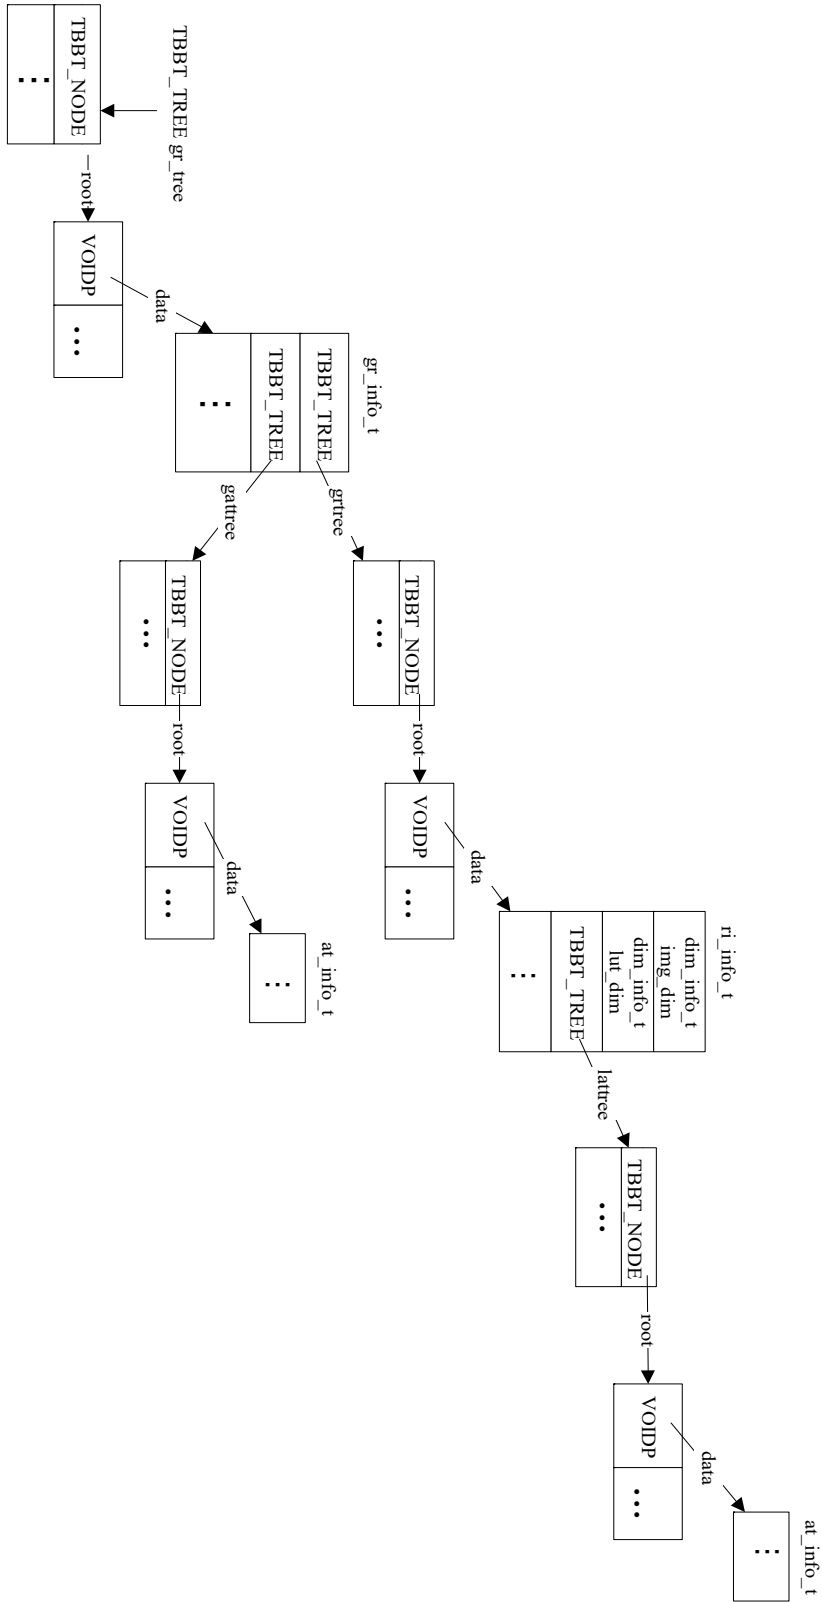 TBBT_TREE gr_tree
TBBT_NODE
...
root
VOIDP
...
data
gr_info_t
TBBT_TREE
TBBT_TREE
...
grtree
gattree
TBBT_NODE
...
root
VOIDP
...
data
ri_info_t
dim_info_t
img_dim
dim_info_t
lut_dim
TBBT_TREE
...
lattree
TBBT_NODE
...
root
VOIDP
...
data
at_info_t
...
TBBT_NODE
...
root
VOIDP
...
data
at_info_t
...